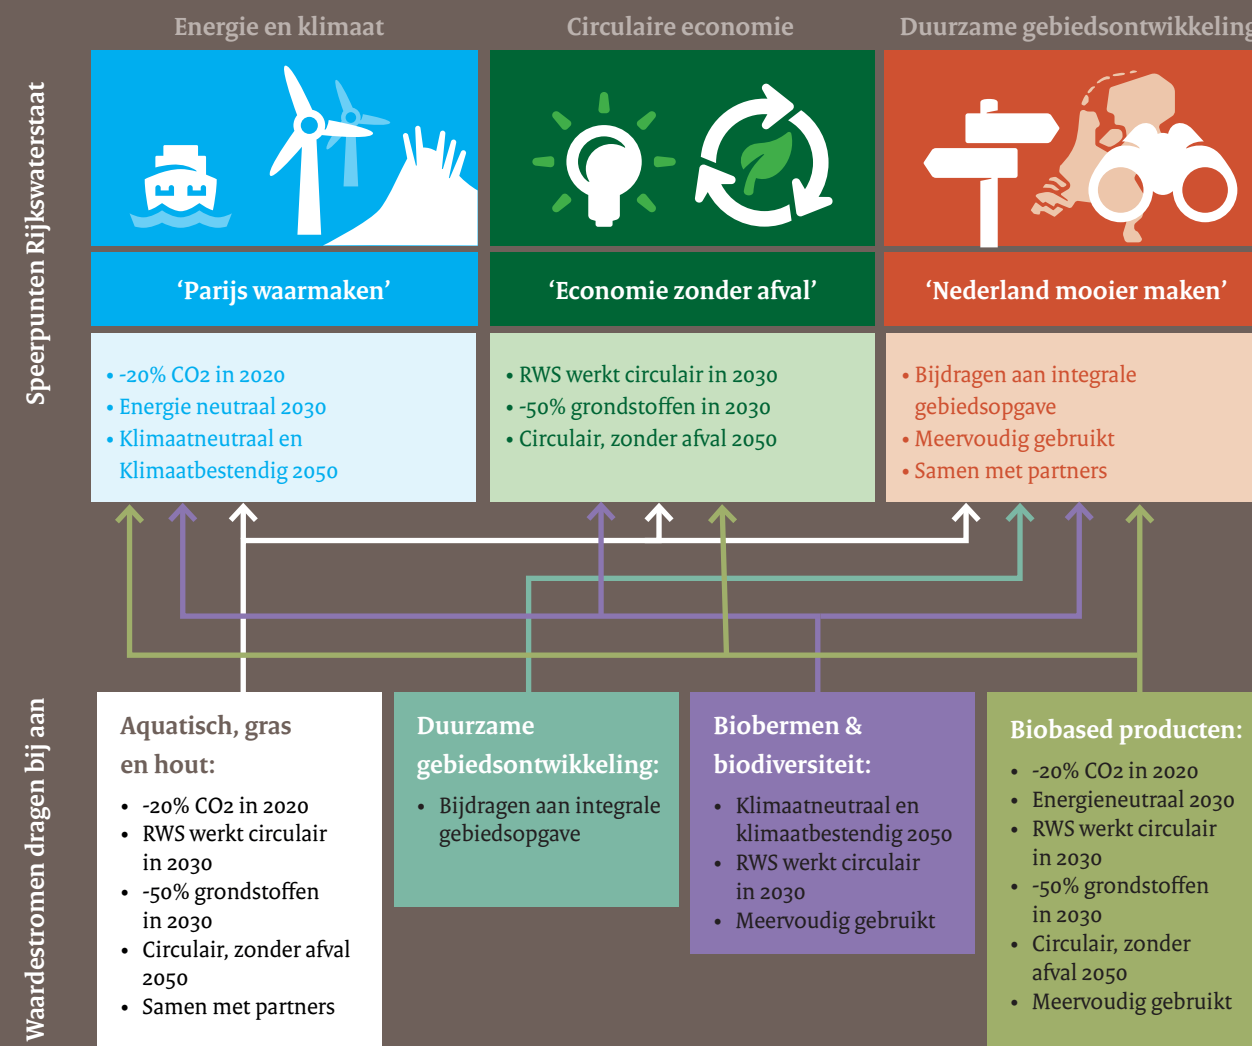 Energie en klimaat
Circulaire economie
Duurzame gebiedsontwikkeling
Speerpunten Rijkswaterstaat
‘Parijs waarmaken’
‘Economie zonder afval’
‘Nederland mooier maken’
• -20% CO2 in 2020
• Energie neutraal 2030
• Klimaatneutraal en
Klimaatbestendig 2050
• RWS werkt circulair in 2030
• -50% grondstoffen in 2030
• Circulair, zonder afval 2050
• Bijdragen aan integrale
gebiedsopgave
• Meervoudig gebruikt
• Samen met partners
Waardestromen dragen bij aan
Aquatisch, gras
en hout:
• -20% CO2 in 2020
• RWS werkt circulair
in 2030
• -50% grondstoffen
in 2030
• Circulair, zonder afval
2050
• Samen met partners
Duurzame
gebiedsontwikkeling:
• Bijdragen aan integrale
gebiedsopgave
Biobermen &
biodiversiteit:
• Klimaatneutraal en
klimaatbestendig 2050
• RWS werkt circulair
in 2030
• Meervoudig gebruikt
Biobased producten:
• -20% CO2 in 2020
• Energieneutraal 2030
• RWS werkt circulair
in 2030
• -50% grondstoffen
in 2030
• Circulair, zonder
afval 2050
• Meervoudig gebruikt